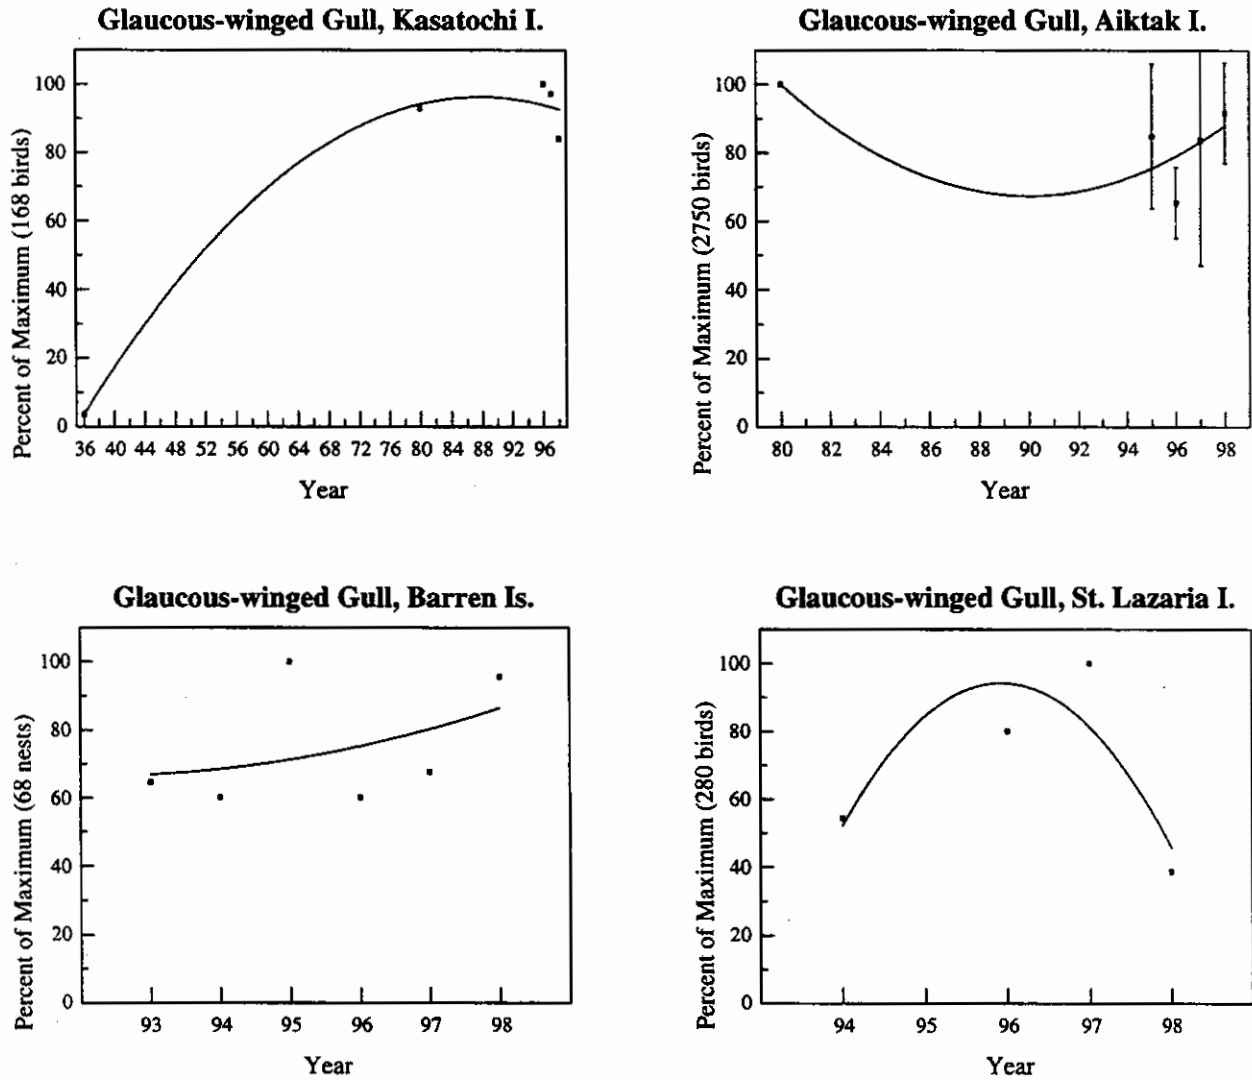 Glaucous-winged Gull, Kasatochi I.
Percent of Maximum (168 birds)
100
80
60
40
20
0
36 40 44 48 52 56 60 64 68 72 76 80 84 88 92 96
Year
Glaucous-winged Gull, Aiktak I.
Percent of Maximum (2750 birds)
100
80
60
40
20
0
80 82 84 86 88 90 92 94 96 98
Year
Glaucous-winged Gull, Barren Is.
Percent of Maximum (68 nests)
100
80
60
40
20
0
93 94 95 96 97 98
Year
Glaucous-winged Gull, St. Lazaria I.
Percent of Maximum (280 birds)
100
80
60
40
20
0
94 95 96 97 98
Year